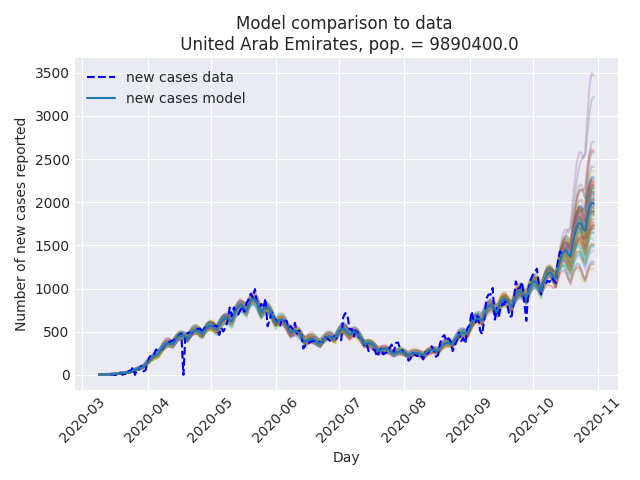 Model comparison to data
United Arab Emirates, pop. = 9890400.0
new cases data
new cases model
Number of new cases reported
3500
3000
2500
2000
1500
1000
500
0
2020-03
2020-04
2020-05
2020-06
2020-07
2020-08
2020-09
2020-10
2020-11
Day